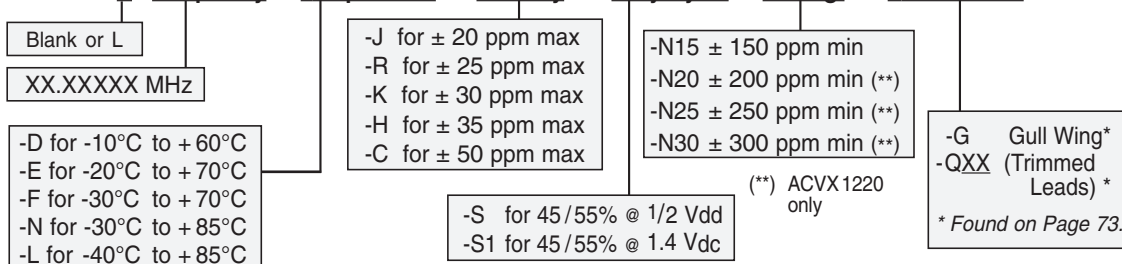 Blank or L
XX.XXXXX MHz
-D for -10°C to +60°C
-E for -20°C to +70°C
-F for -30°C to +70°C
-N for -30°C to +85°C
-L for -40°C to +85°C
-J for ± 20 ppm max
-R for ± 25 ppm max
-K for ± 30 ppm max
-H for ± 35 ppm max
-C for ± 50 ppm max
-S for 45/55% @ 1/2 Vdd
-S1 for 45/55% @ 1.4 Vdc
-N15 ± 150 ppm min
-N20 ± 200 ppm min (**)
-N25 ± 250 ppm min (**)
-N30 ± 300 ppm min (**)
(**) ACVX1220
only
-G Gull Wing*
-QXX (Trimmed
Leads) *
* Found on Page 73.